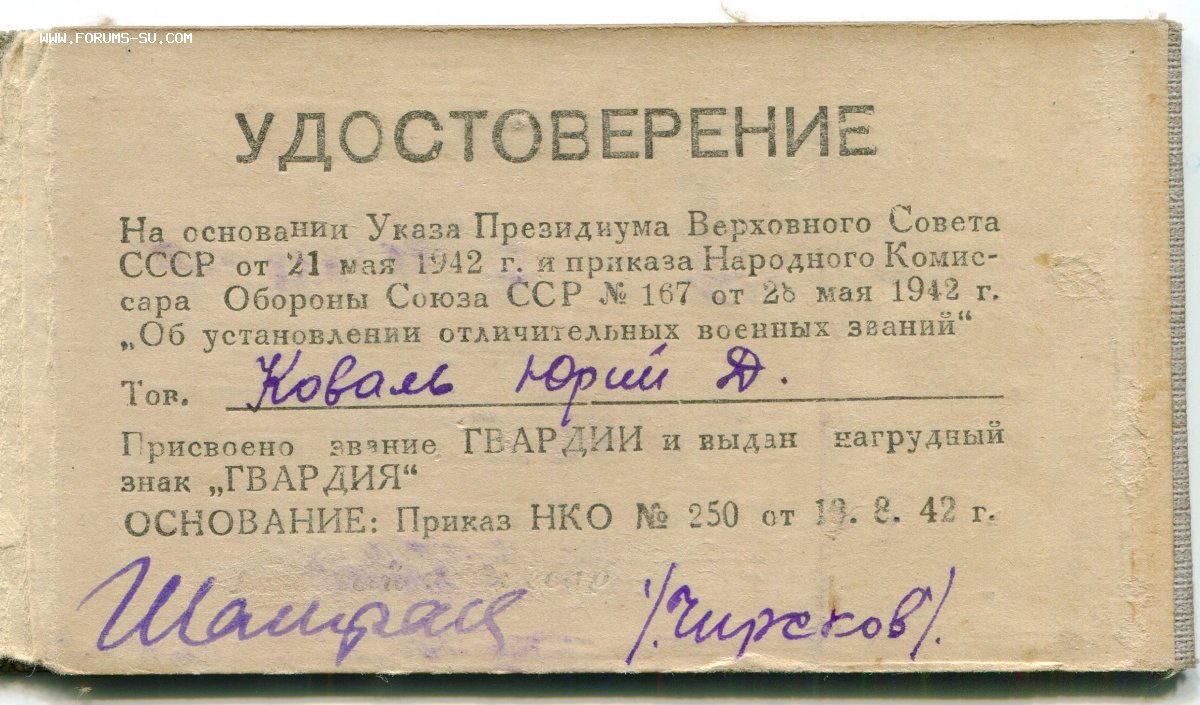 www.forums-su.com
УДОСТОВЕРЕНИЕ
На основании Указа Президиума Верховного Совета
СССР от 21 мая 1942 г. и приказа Народного Комис-
сара Обороны Союза ССР № 167 от 28 мая 1942 г.
„Об установлении отличительных военных званий“
Тов. Коваль Юрий Д.
Присвоено звание ГВАРДИИ и выдан нагрудный
знак „ГВАРДИЯ“
ОСНОВАНИЕ: Приказ НКО № 250 от 19. 8. 42 г.
/Чирсков/.